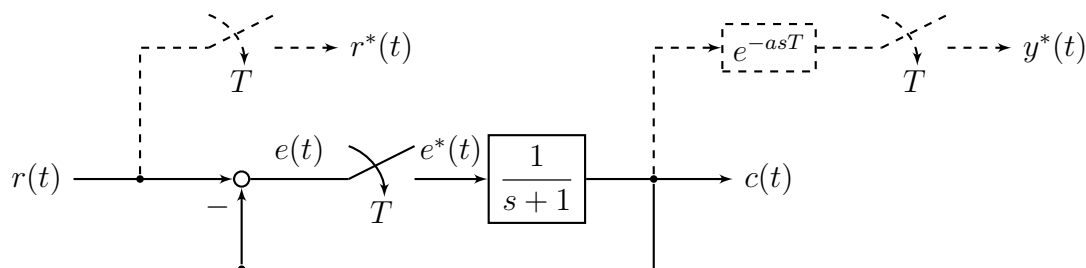 r*(t)
T
e^{-asT}
y*(t)
T
r(t)
−
e(t)
T
e*(t)
1
s + 1
c(t)